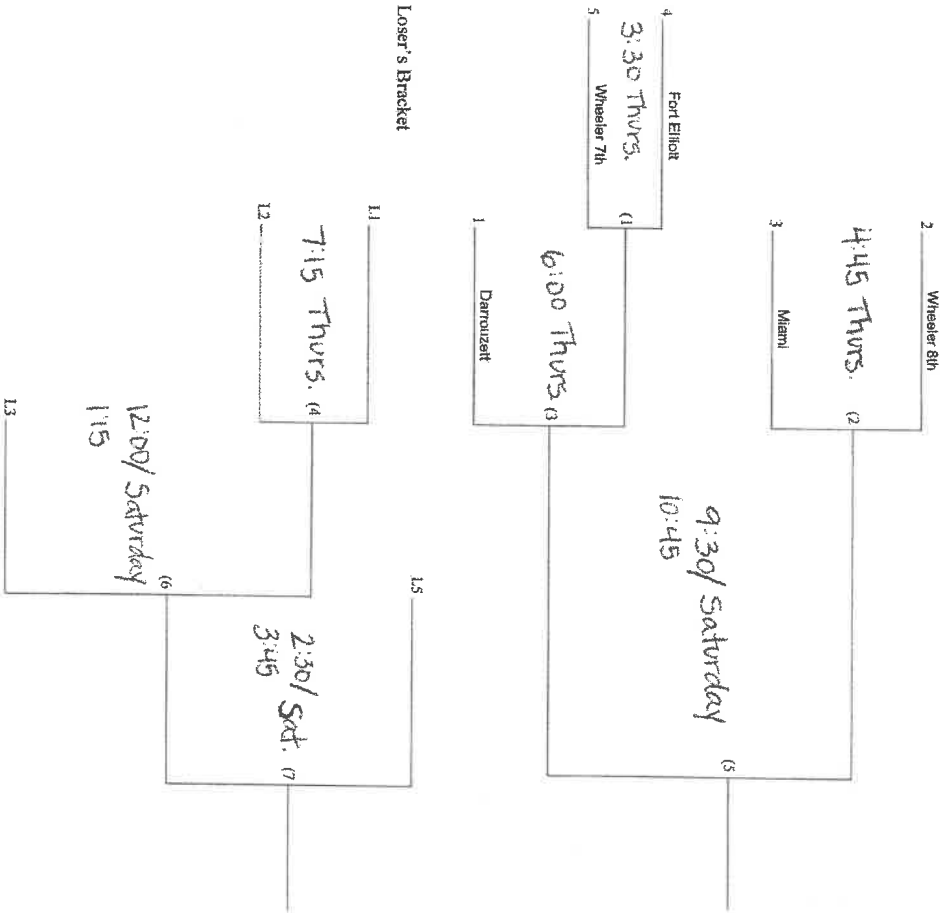 2 Wheeler 8th
4:45 Thurs.
(2
3 Miami
9:30/ Saturday
10:45
(5
4 Fort Elliott
3:30 Thurs.
(1
5 Wheeler 7th
6:00 Thurs.
(3
1 Darrouzett
Loser's Bracket
L5
L1
7:15 Thurs.
(4
L2
2:30/ Sat.
3:45
(7
12:00/ Saturday
1:15
(6
L3